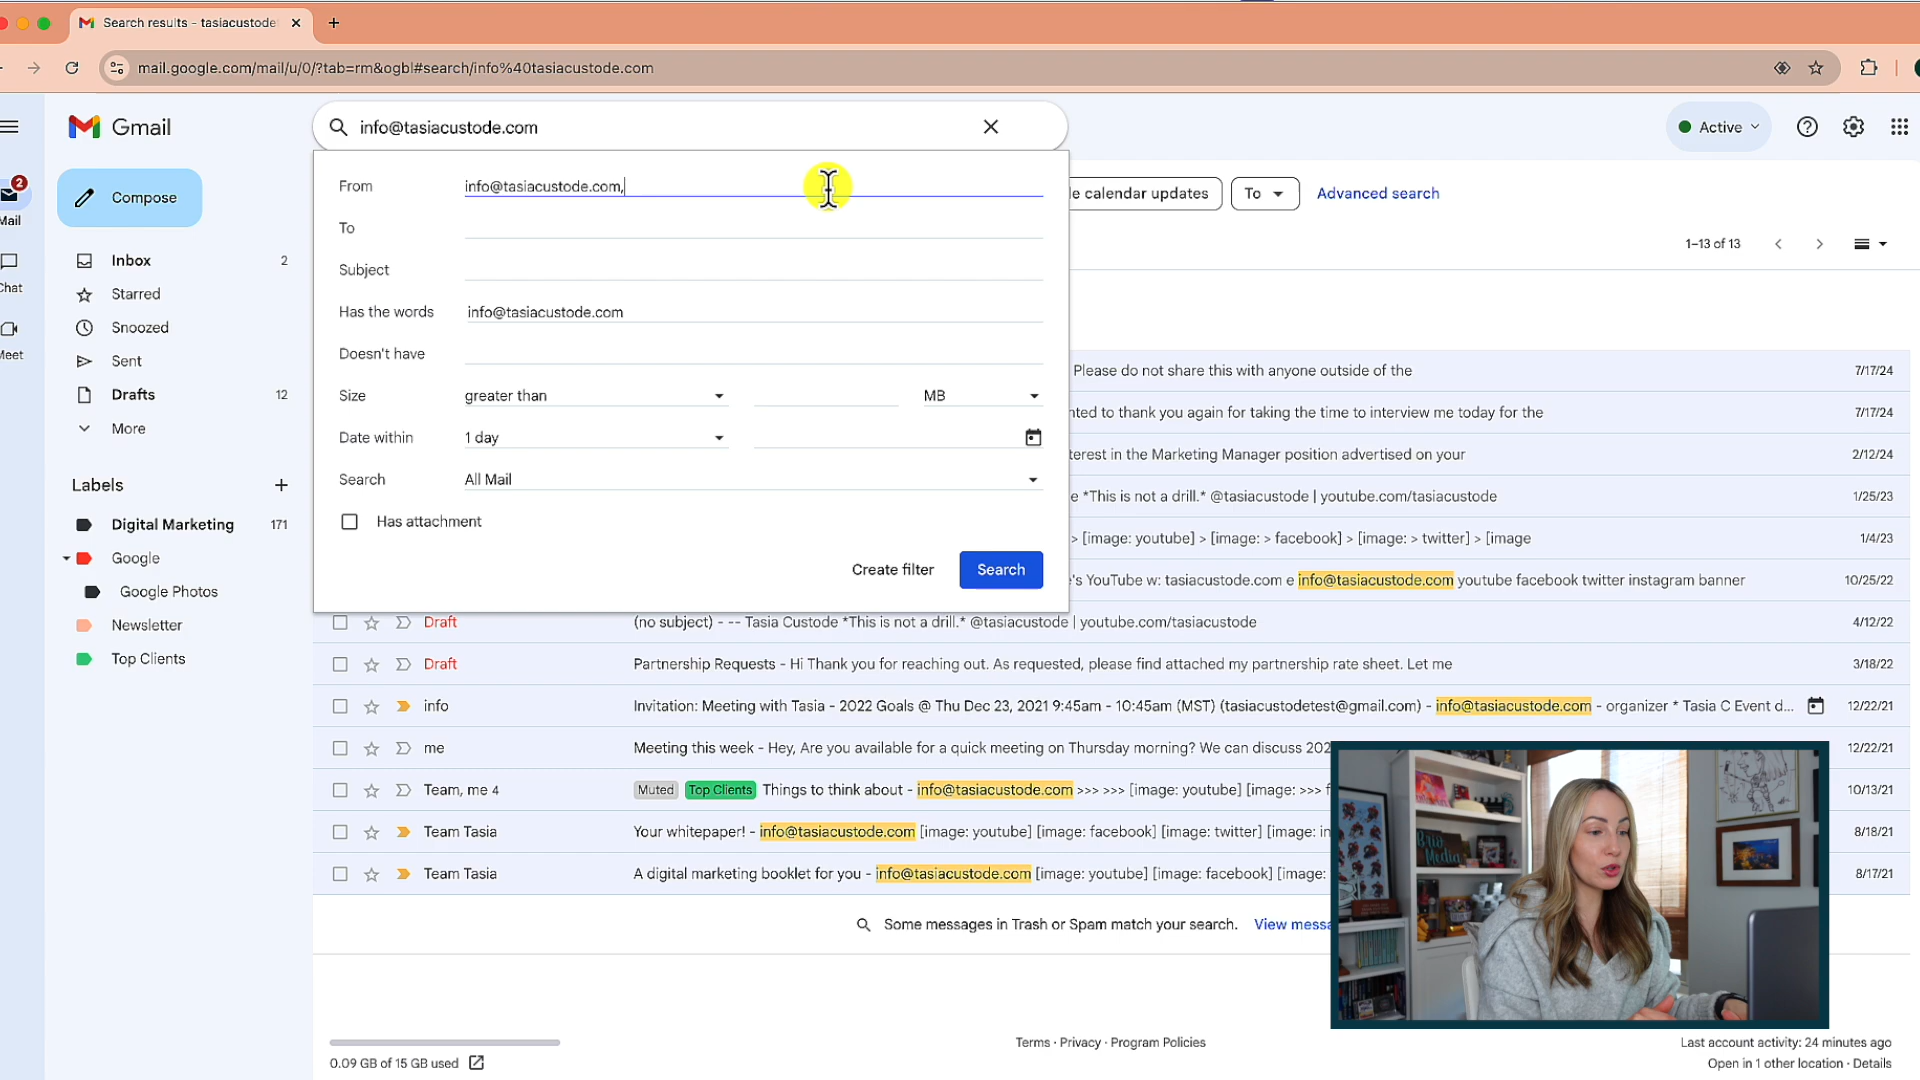 Search results - tasiacustode
mail.google.com/mail/u/0/?tab=rm&ogbl#search/info%40tasiacustode.com
Gmail
info@tasiacustode.com
Active
2
Mail
Chat
Meet
Compose
Inbox 2
Starred
Snoozed
Sent
Drafts 12
More
Labels
Digital Marketing 171
Google
Google Photos
Newsletter
Top Clients
From info@tasiacustode.com,
To
Subject
Has the words info@tasiacustode.com
Doesn't have
Size greater than MB
Date within 1 day
Search All Mail
Has attachment
Create filter Search
le calendar updates To Advanced search
1–13 of 13
Please do not share this with anyone outside of the 7/17/24
nted to thank you again for taking the time to interview me today for the 7/17/24
terest in the Marketing Manager position advertised on your 2/12/24
e *This is not a drill.* @tasiacustode | youtube.com/tasiacustode 1/25/23
> [image: youtube] > [image: > facebook] > [image: > twitter] > [image 1/4/23
's YouTube w: tasiacustode.com e info@tasiacustode.com youtube facebook twitter instagram banner 10/25/22
Draft (no subject) - -- Tasia Custode *This is not a drill.* @tasiacustode | youtube.com/tasiacustode 4/12/22
Draft Partnership Requests - Hi Thank you for reaching out. As requested, please find attached my partnership rate sheet. Let me 3/18/22
info Invitation: Meeting with Tasia - 2022 Goals @ Thu Dec 23, 2021 9:45am - 10:45am (MST) (tasiacustodetest@gmail.com) - info@tasiacustode.com - organizer * Tasia C Event d... 12/22/21
me Meeting this week - Hey, Are you available for a quick meeting on Thursday morning? We can discuss 202 12/22/21
Team, me 4 Muted Top Clients Things to think about - info@tasiacustode.com >>> >>> [image: youtube] [image: >>> f 10/13/21
Team Tasia Your whitepaper! - info@tasiacustode.com [image: youtube] [image: facebook] [image: twitter] [image: in 8/18/21
Team Tasia A digital marketing booklet for you - info@tasiacustode.com [image: youtube] [image: facebook] [image: 8/17/21
Some messages in Trash or Spam match your search. View messa
Brio
Media
0.09 GB of 15 GB used
Terms · Privacy · Program Policies
Last account activity: 24 minutes ago
Open in 1 other location · Details